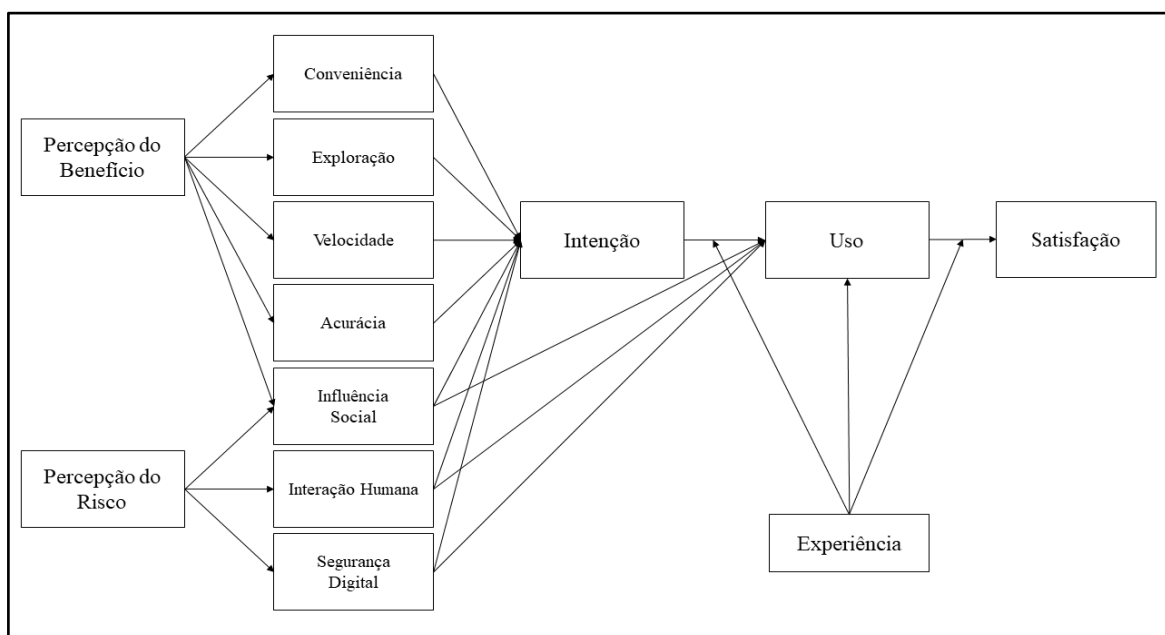 Conveniência
Percepção do
Benefício
Exploração
Velocidade
Intenção
Uso
Satisfação
Acurácia
Influência
Social
Percepção do
Risco
Interação Humana
Experiência
Segurança
Digital